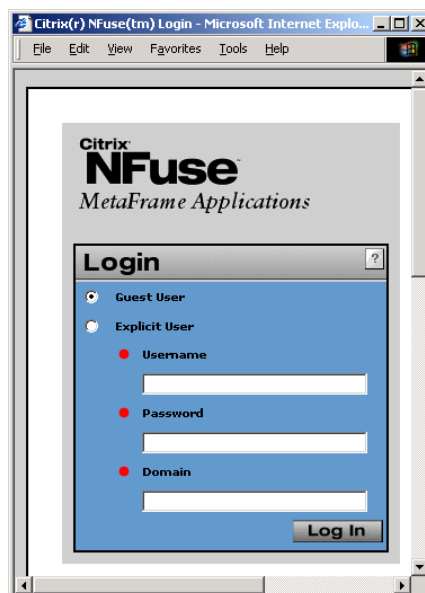 Citrix(r) NFuse(tm) Login - Microsoft Internet Explo...
File Edit View Favorites Tools Help
Citrix®
NFuse™
MetaFrame Applications
Login
?
Guest User
Explicit User
Username
Password
Domain
Log In